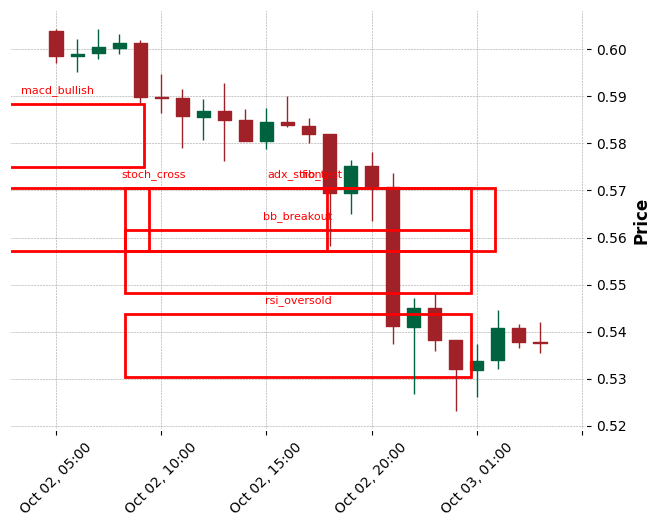 0.60
macd_bullish
0.59
0.58
stoch_cross
0.57
bb_breakout
Price
0.56
0.55
rsi_oversold
0.54
0.53
0.52
Oct 02, 05:00
Oct 02, 10:00
Oct 02, 15:00
Oct 02, 20:00
Oct 03, 01:00